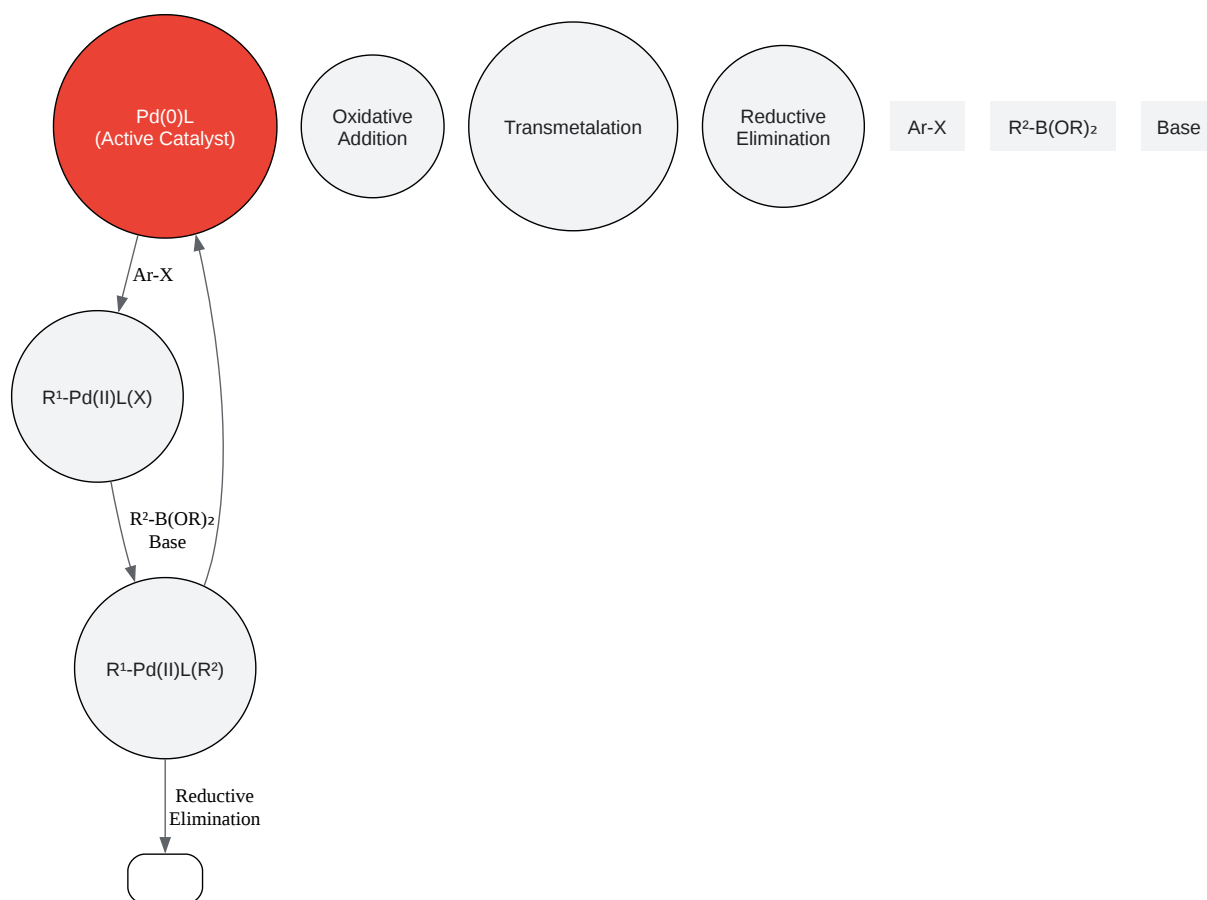 Pd(0)L
(Active Catalyst)
Oxidative
Addition
Transmetalation
Reductive
Elimination
Ar-X
R²-B(OR)₂
Base
Ar-X
R¹-Pd(II)L(X)
R²-B(OR)₂
Base
R¹-Pd(II)L(R²)
Reductive
Elimination